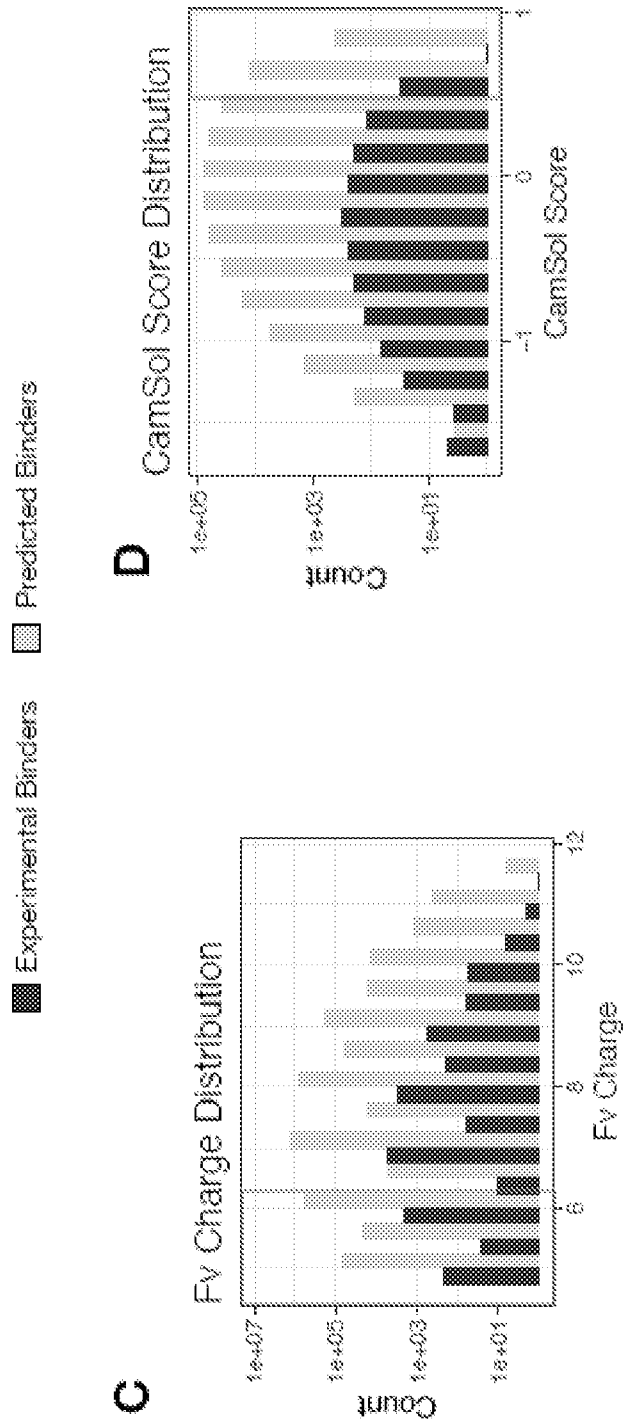 Experimental Binders
Predicted Binders
C
Fv Charge Distribution
Count
1e+07
1e+05
1e+03
1e+01
6
8
10
12
Fv Charge
D
CamSol Score Distribution
Count
1e+05
1e+03
1e+01
-1
0
1
CamSol Score